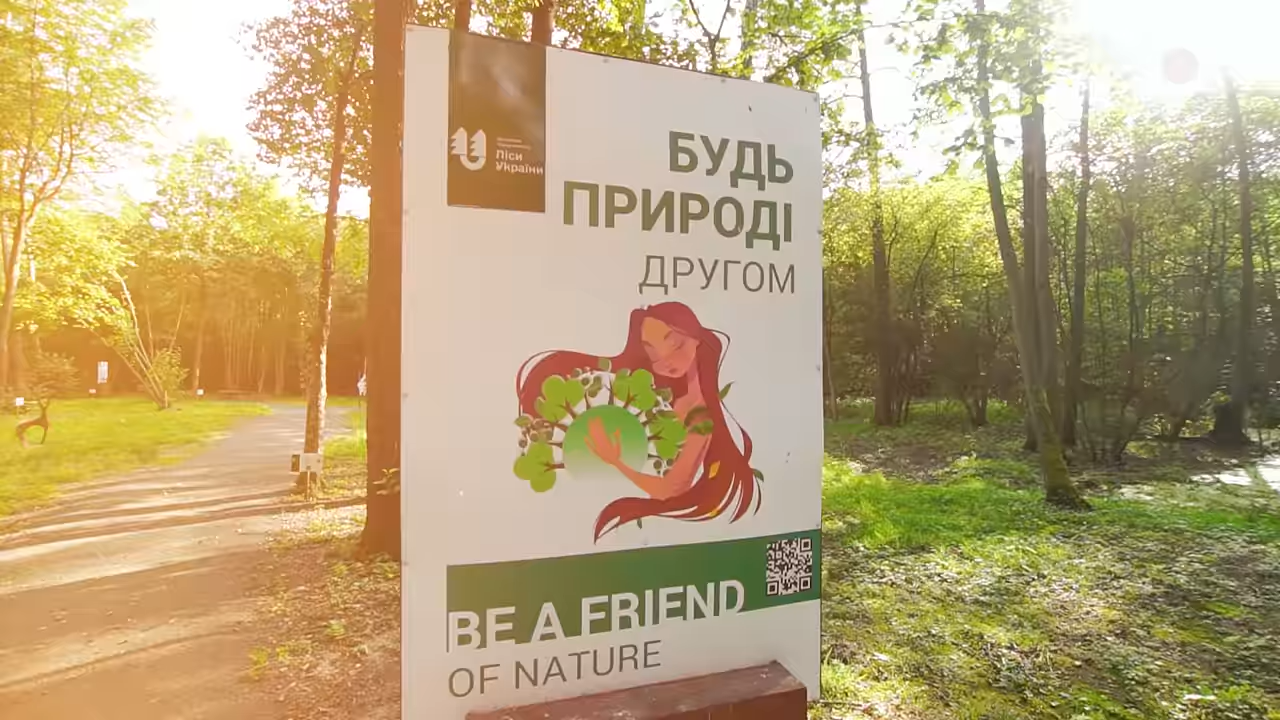 Ліси
України
БУДЬ
ПРИРОДІ
ДРУГОМ
BE A FRIEND
OF NATURE